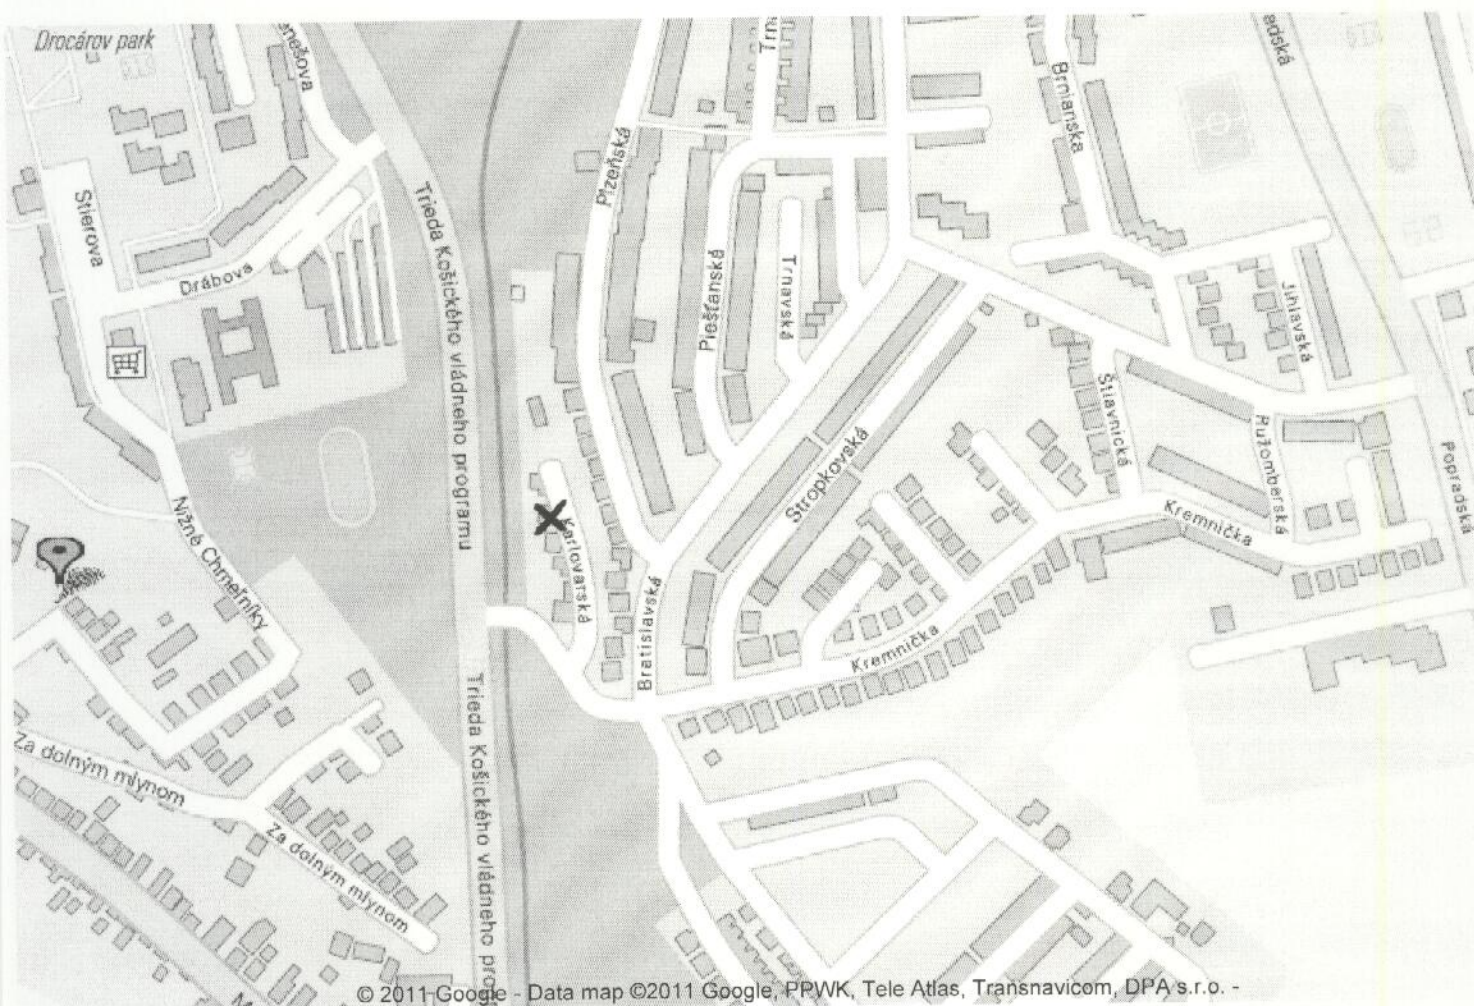 Drocárov park
Plzeňská
Brnianska
Stierova
Trieda Košického vládneho programu
Drábova
Piešťanská
Trnavská
Jihlavská
Štiavnická
Ružomberská
Stropkovská
Popradská
Nižné Chmeľníky
Karlovarská
Kremnička
Bratislavská
Kremnička
Trieda Košického vládneho
Za dolným mlynom
Za dolným mlynom
© 2011 Google - Data map ©2011 Google, PPWK, Tele Atlas, Transnavicom, DPA s.r.o. -